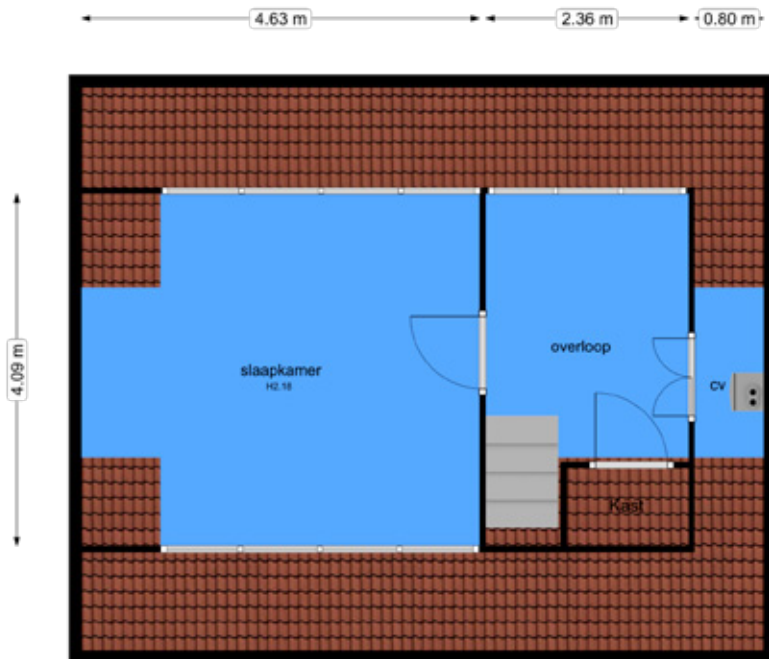 4.63 m
2.36 m
0.80 m
4.09 m
slaapkamer
H2.18
overloop
cv
Kast